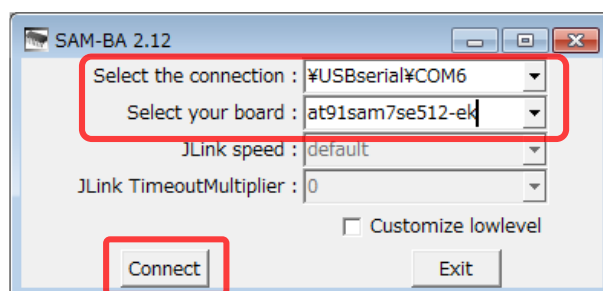 SAM-BA 2.12
Select the connection : ¥USBserial¥COM6
Select your board : at91sam7se512-ek
JLink speed : default
JLink TimeoutMultiplier : 0
Customize lowlevel
Connect Exit